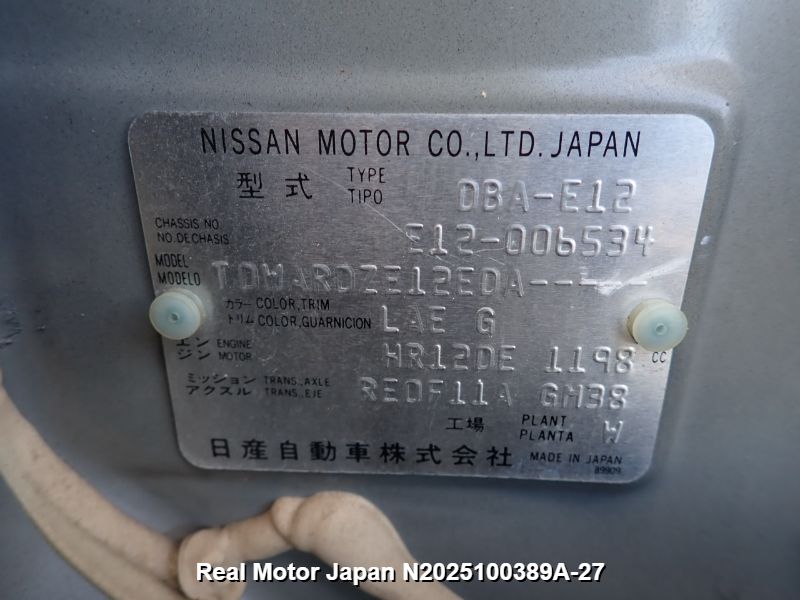 NISSAN MOTOR CO.,LTD. JAPAN
型式 TYPE TIPO DBA-E12
CHASSIS NO. NO.DE CHASIS E12-006534
MODEL MODELO TDWARDZE12EDA-----
カラー COLOR,TRIM トリム COLOR,GUARNICION LAE G
エンジン ENGINE MOTOR HR12DE 1198 CC
ミッション TRANS.,AXLE アクスル TRANS.,EJE RE0F11A GH38
工場 PLANT PLANTA W
日産自動車株式会社 MADE IN JAPAN
89909
Real Motor Japan N2025100389A-27